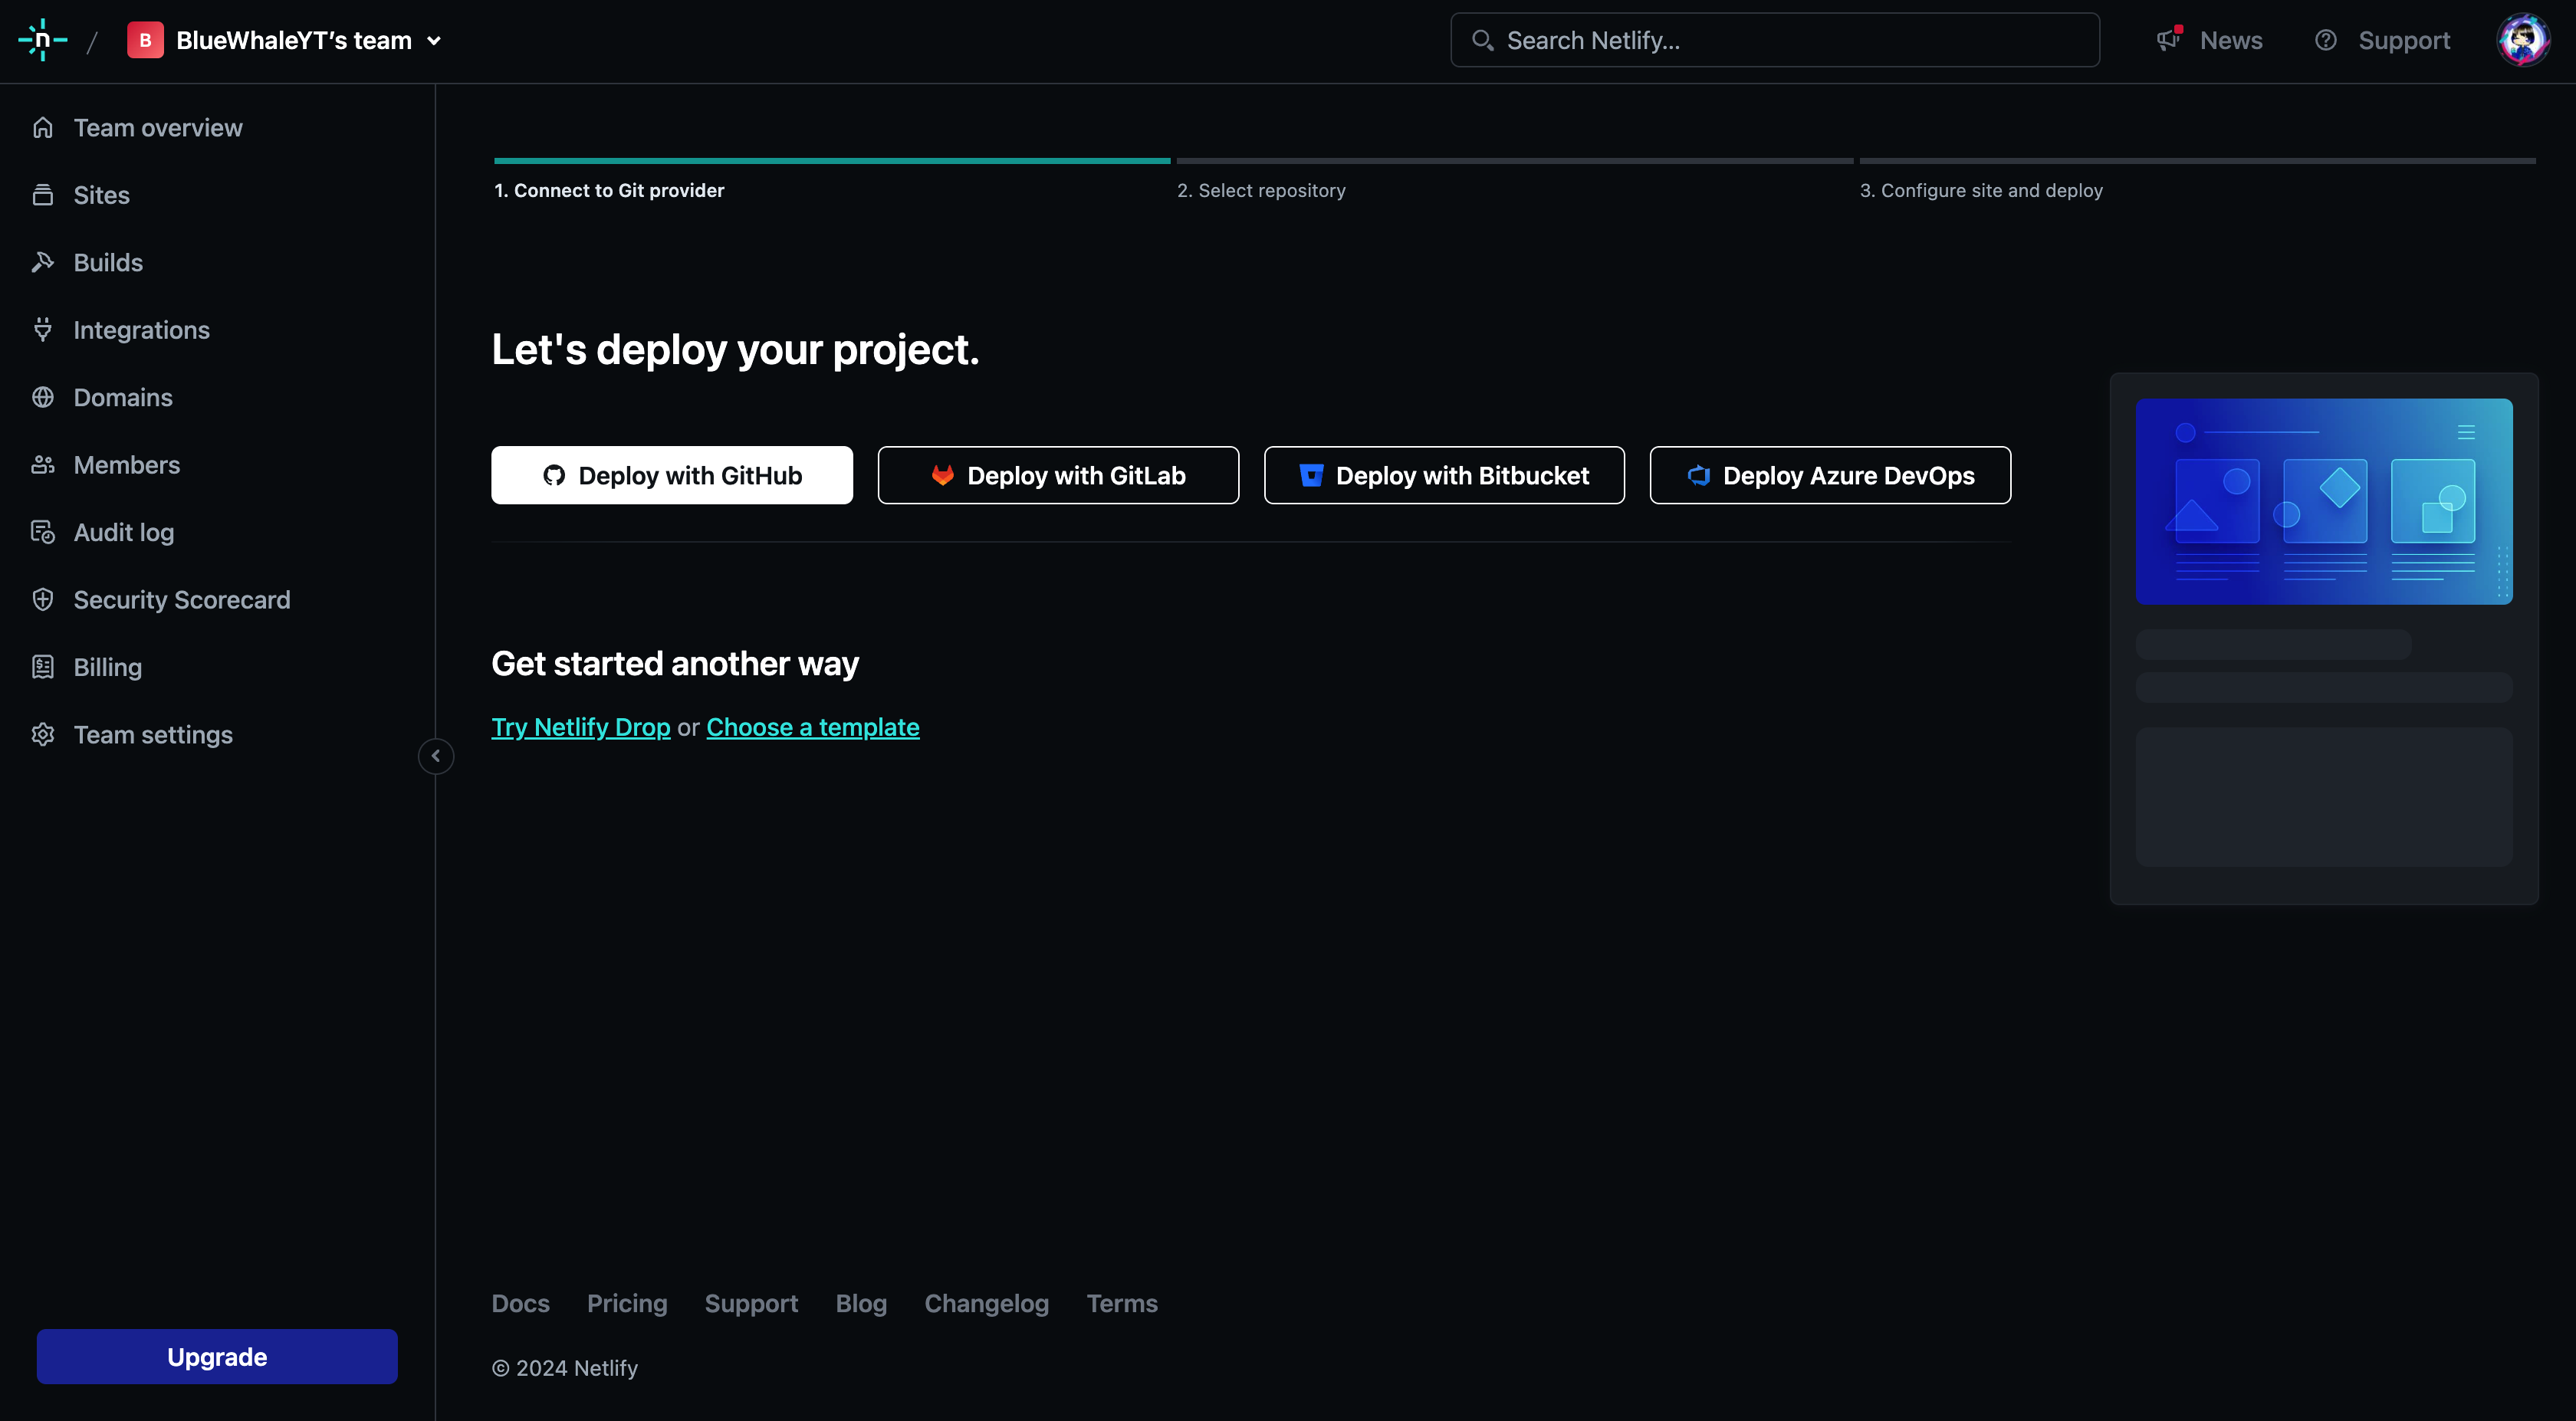 n / B BlueWhaleYT’s team
Search Netlify...
News
Support
Team overview
Sites
Builds
Integrations
Domains
Members
Audit log
Security Scorecard
Billing
Team settings
Upgrade
1. Connect to Git provider
2. Select repository
3. Configure site and deploy
Let's deploy your project.
Deploy with GitHub
Deploy with GitLab
Deploy with Bitbucket
Deploy Azure DevOps
Get started another way
Try Netlify Drop or Choose a template
Docs
Pricing
Support
Blog
Changelog
Terms
© 2024 Netlify